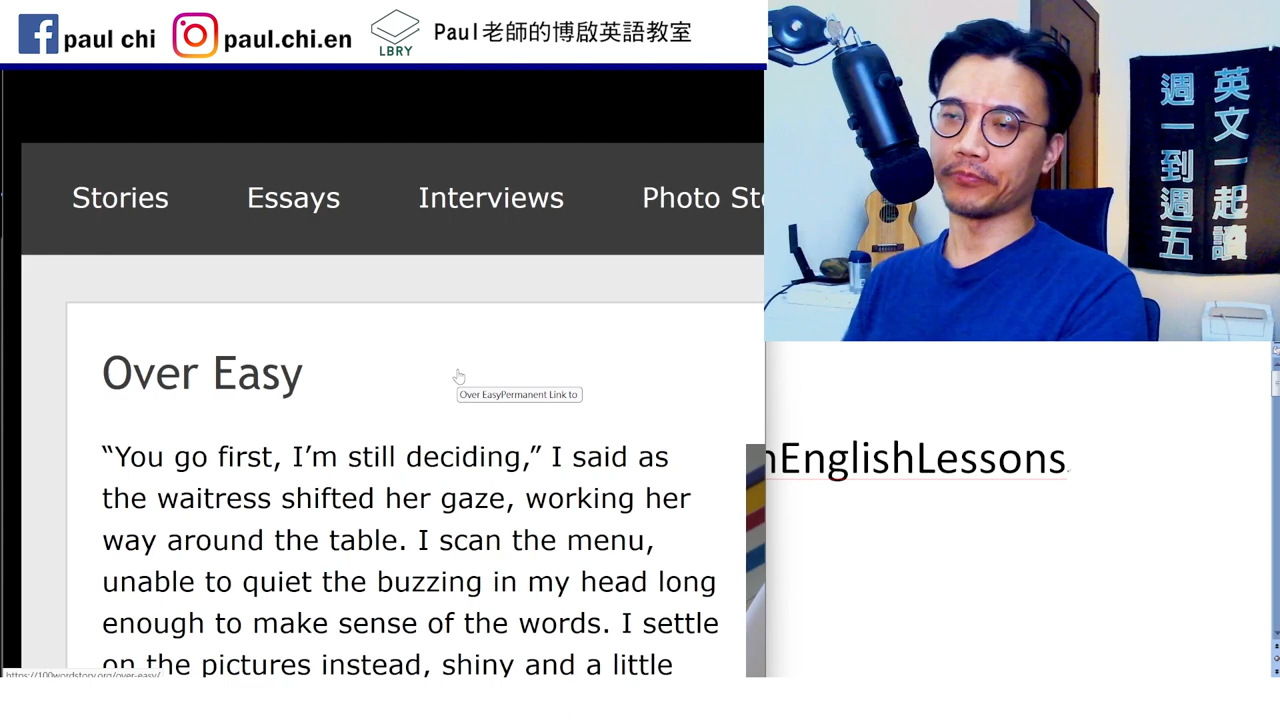 paul chi
paul.chi.en
LBRY
Paul老師的博啟英語教室
Stories Essays Interviews Photo Sto
英文一起讀
週一到週五
Over Easy
Over EasyPermanent Link to
“You go first, I’m still deciding,” I said as
the waitress shifted her gaze, working her
way around the table. I scan the menu,
unable to quiet the buzzing in my head long
enough to make sense of the words. I settle
on the pictures instead, shiny and a little
nEnglishLessons
https://100wordstory.org/over-easy/